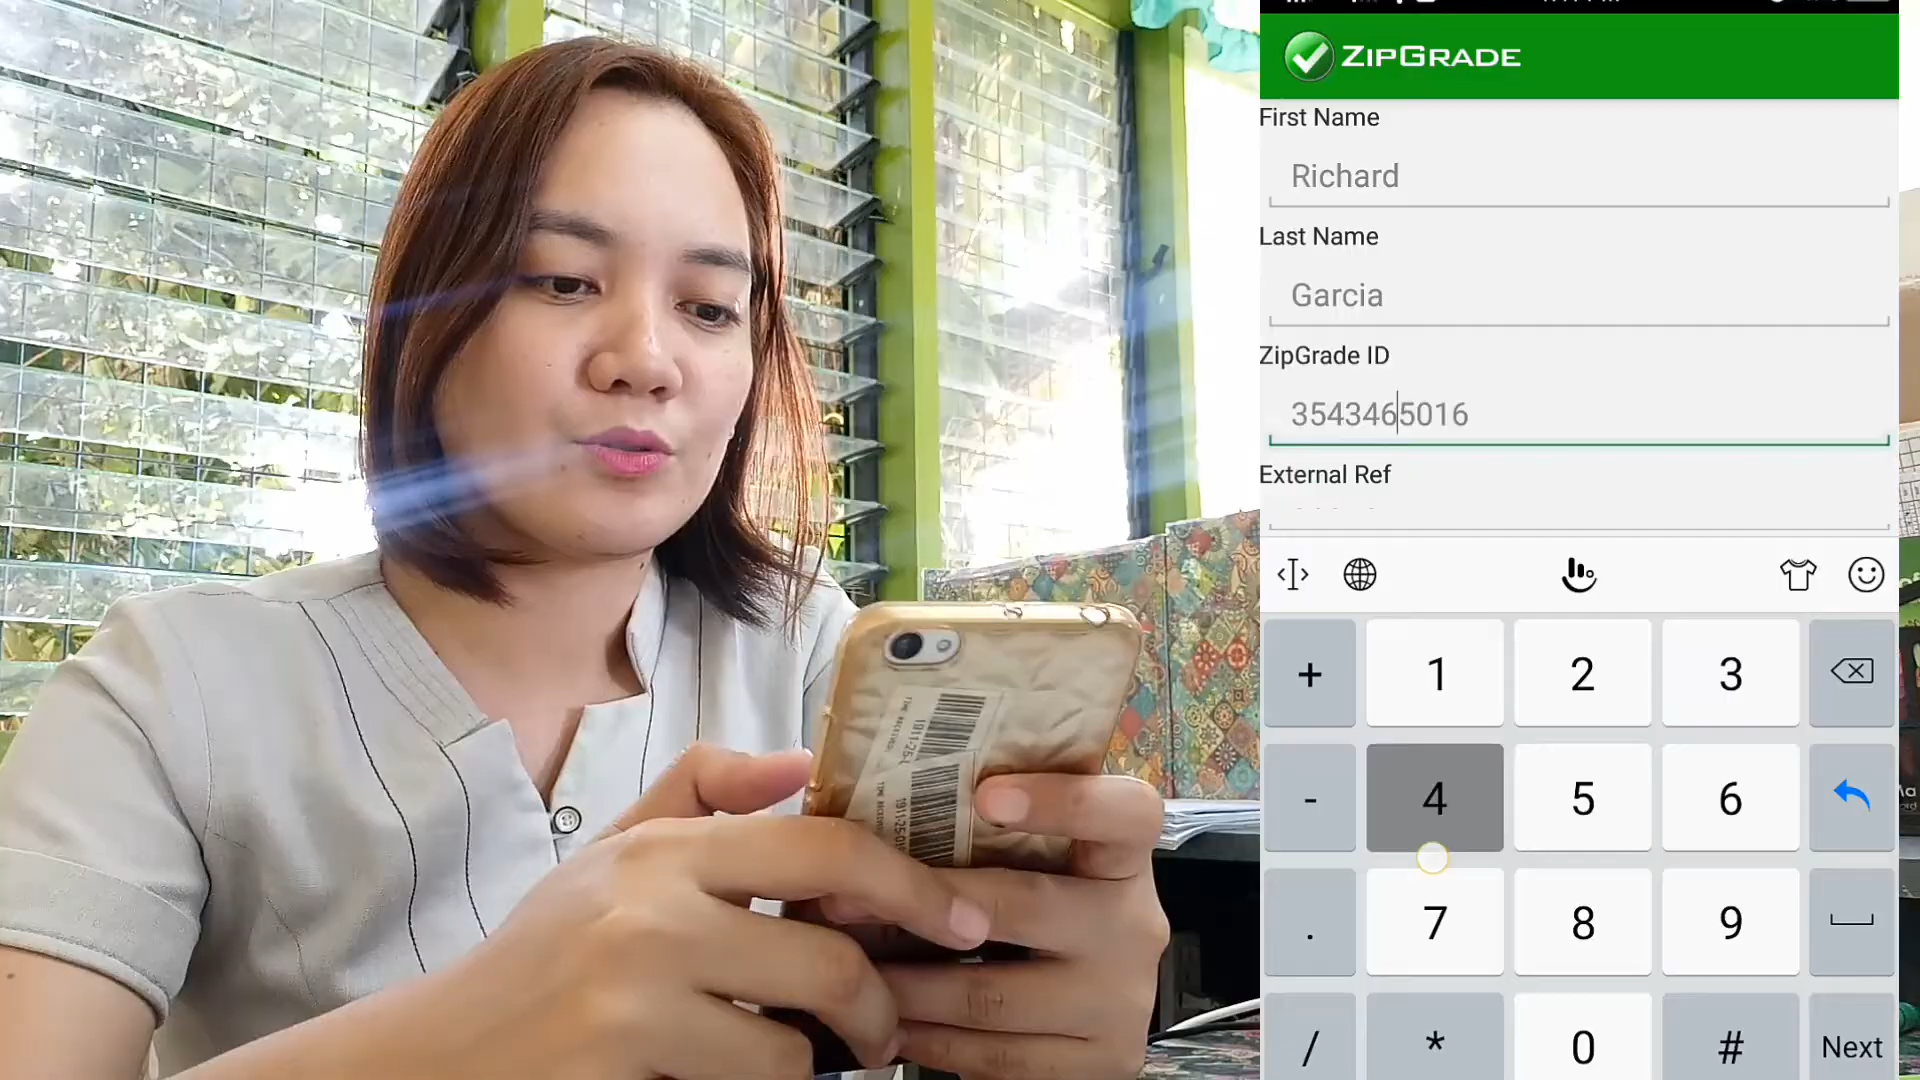 ZIPGRADE
First Name
Richard
Last Name
Garcia
ZipGrade ID
3543465016
External Ref
+ 1 2 3
- 4 5 6
. 7 8 9
/ * 0 # Next